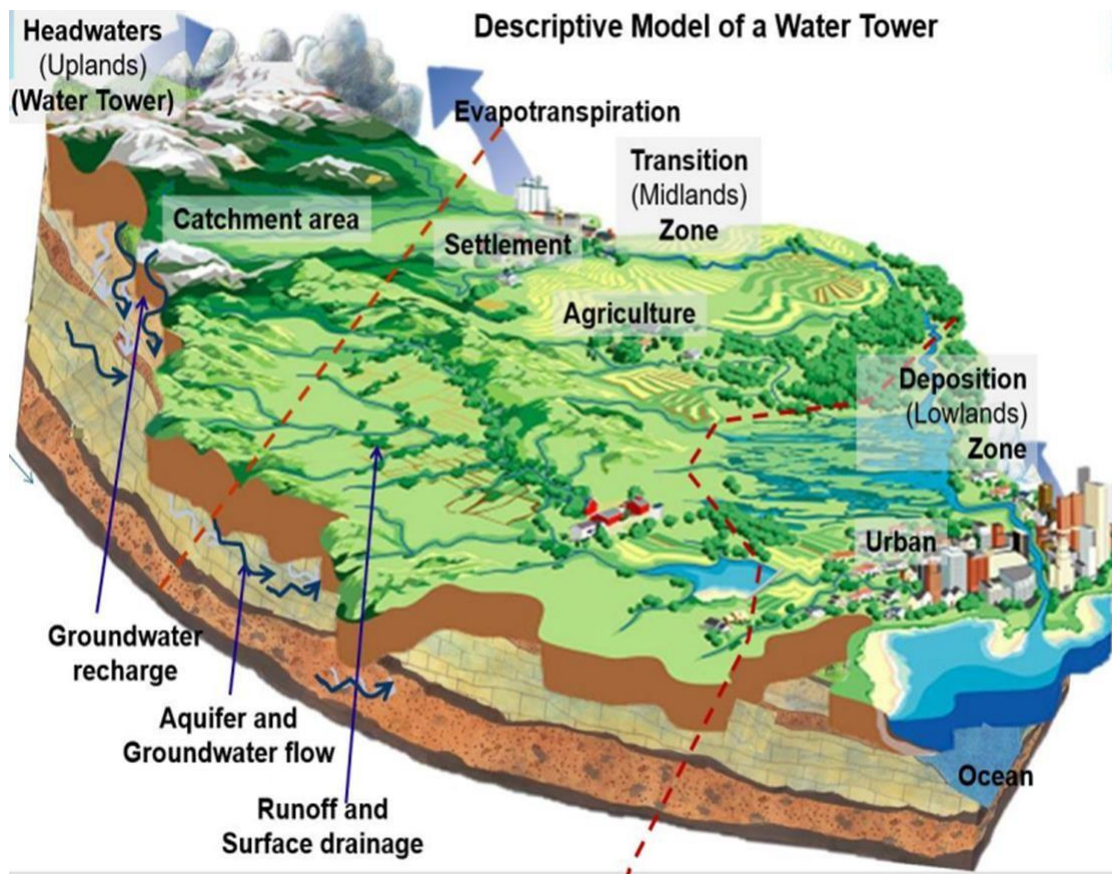 Descriptive Model of a Water Tower
Headwaters
(Uplands)
(Water Tower)
Evapotranspiration
Transition
(Midlands)
Zone
Catchment area
Settlement
Agriculture
Deposition
(Lowlands)
Zone
Urban
Groundwater
recharge
Aquifer and
Groundwater flow
Runoff and
Surface drainage
Ocean